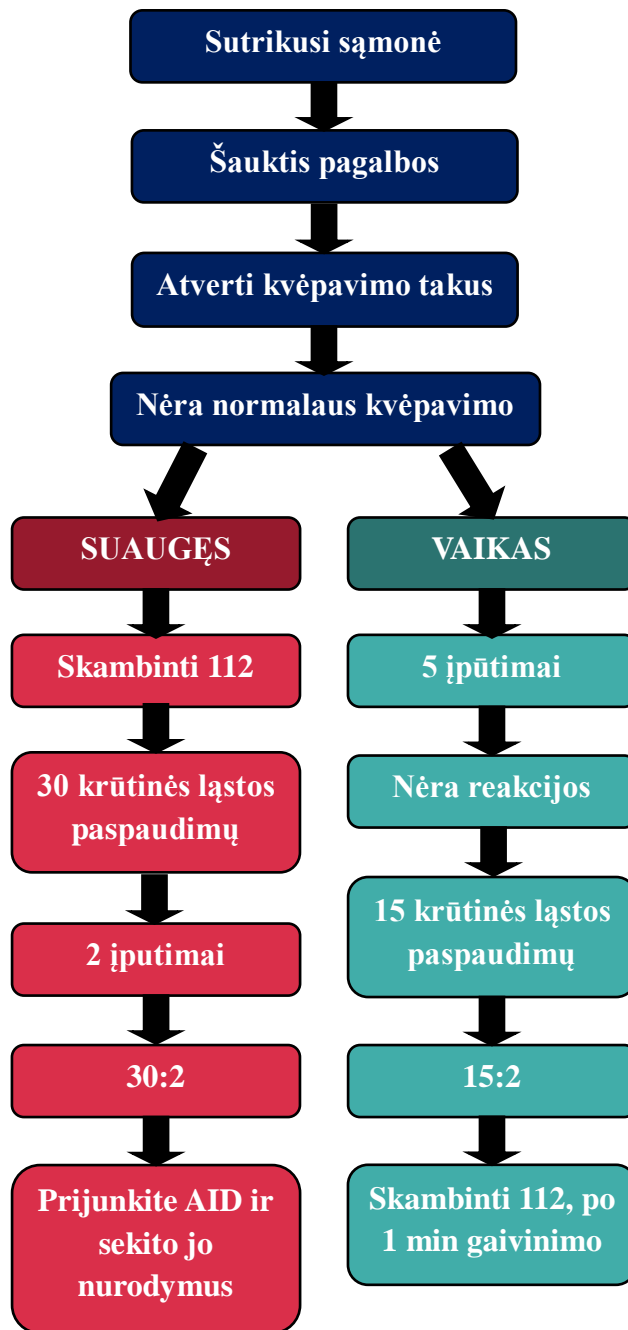 Sutrikusi sąmonė
Šauktis pagalbos
Atverti kvėpavimo takus
Nėra normalaus kvėpavimo
SUAUGĘS
Skambinti 112
30 krūtinės ląstos
paspaudimų
2 įputimai
30:2
Prijunkite AID ir
sekito jo
nurodymus
VAIKAS
5 įpūtimai
Nėra reakcijos
15 krūtinės ląstos
paspaudimų
15:2
Skambinti 112, po
1 min gaivinimo